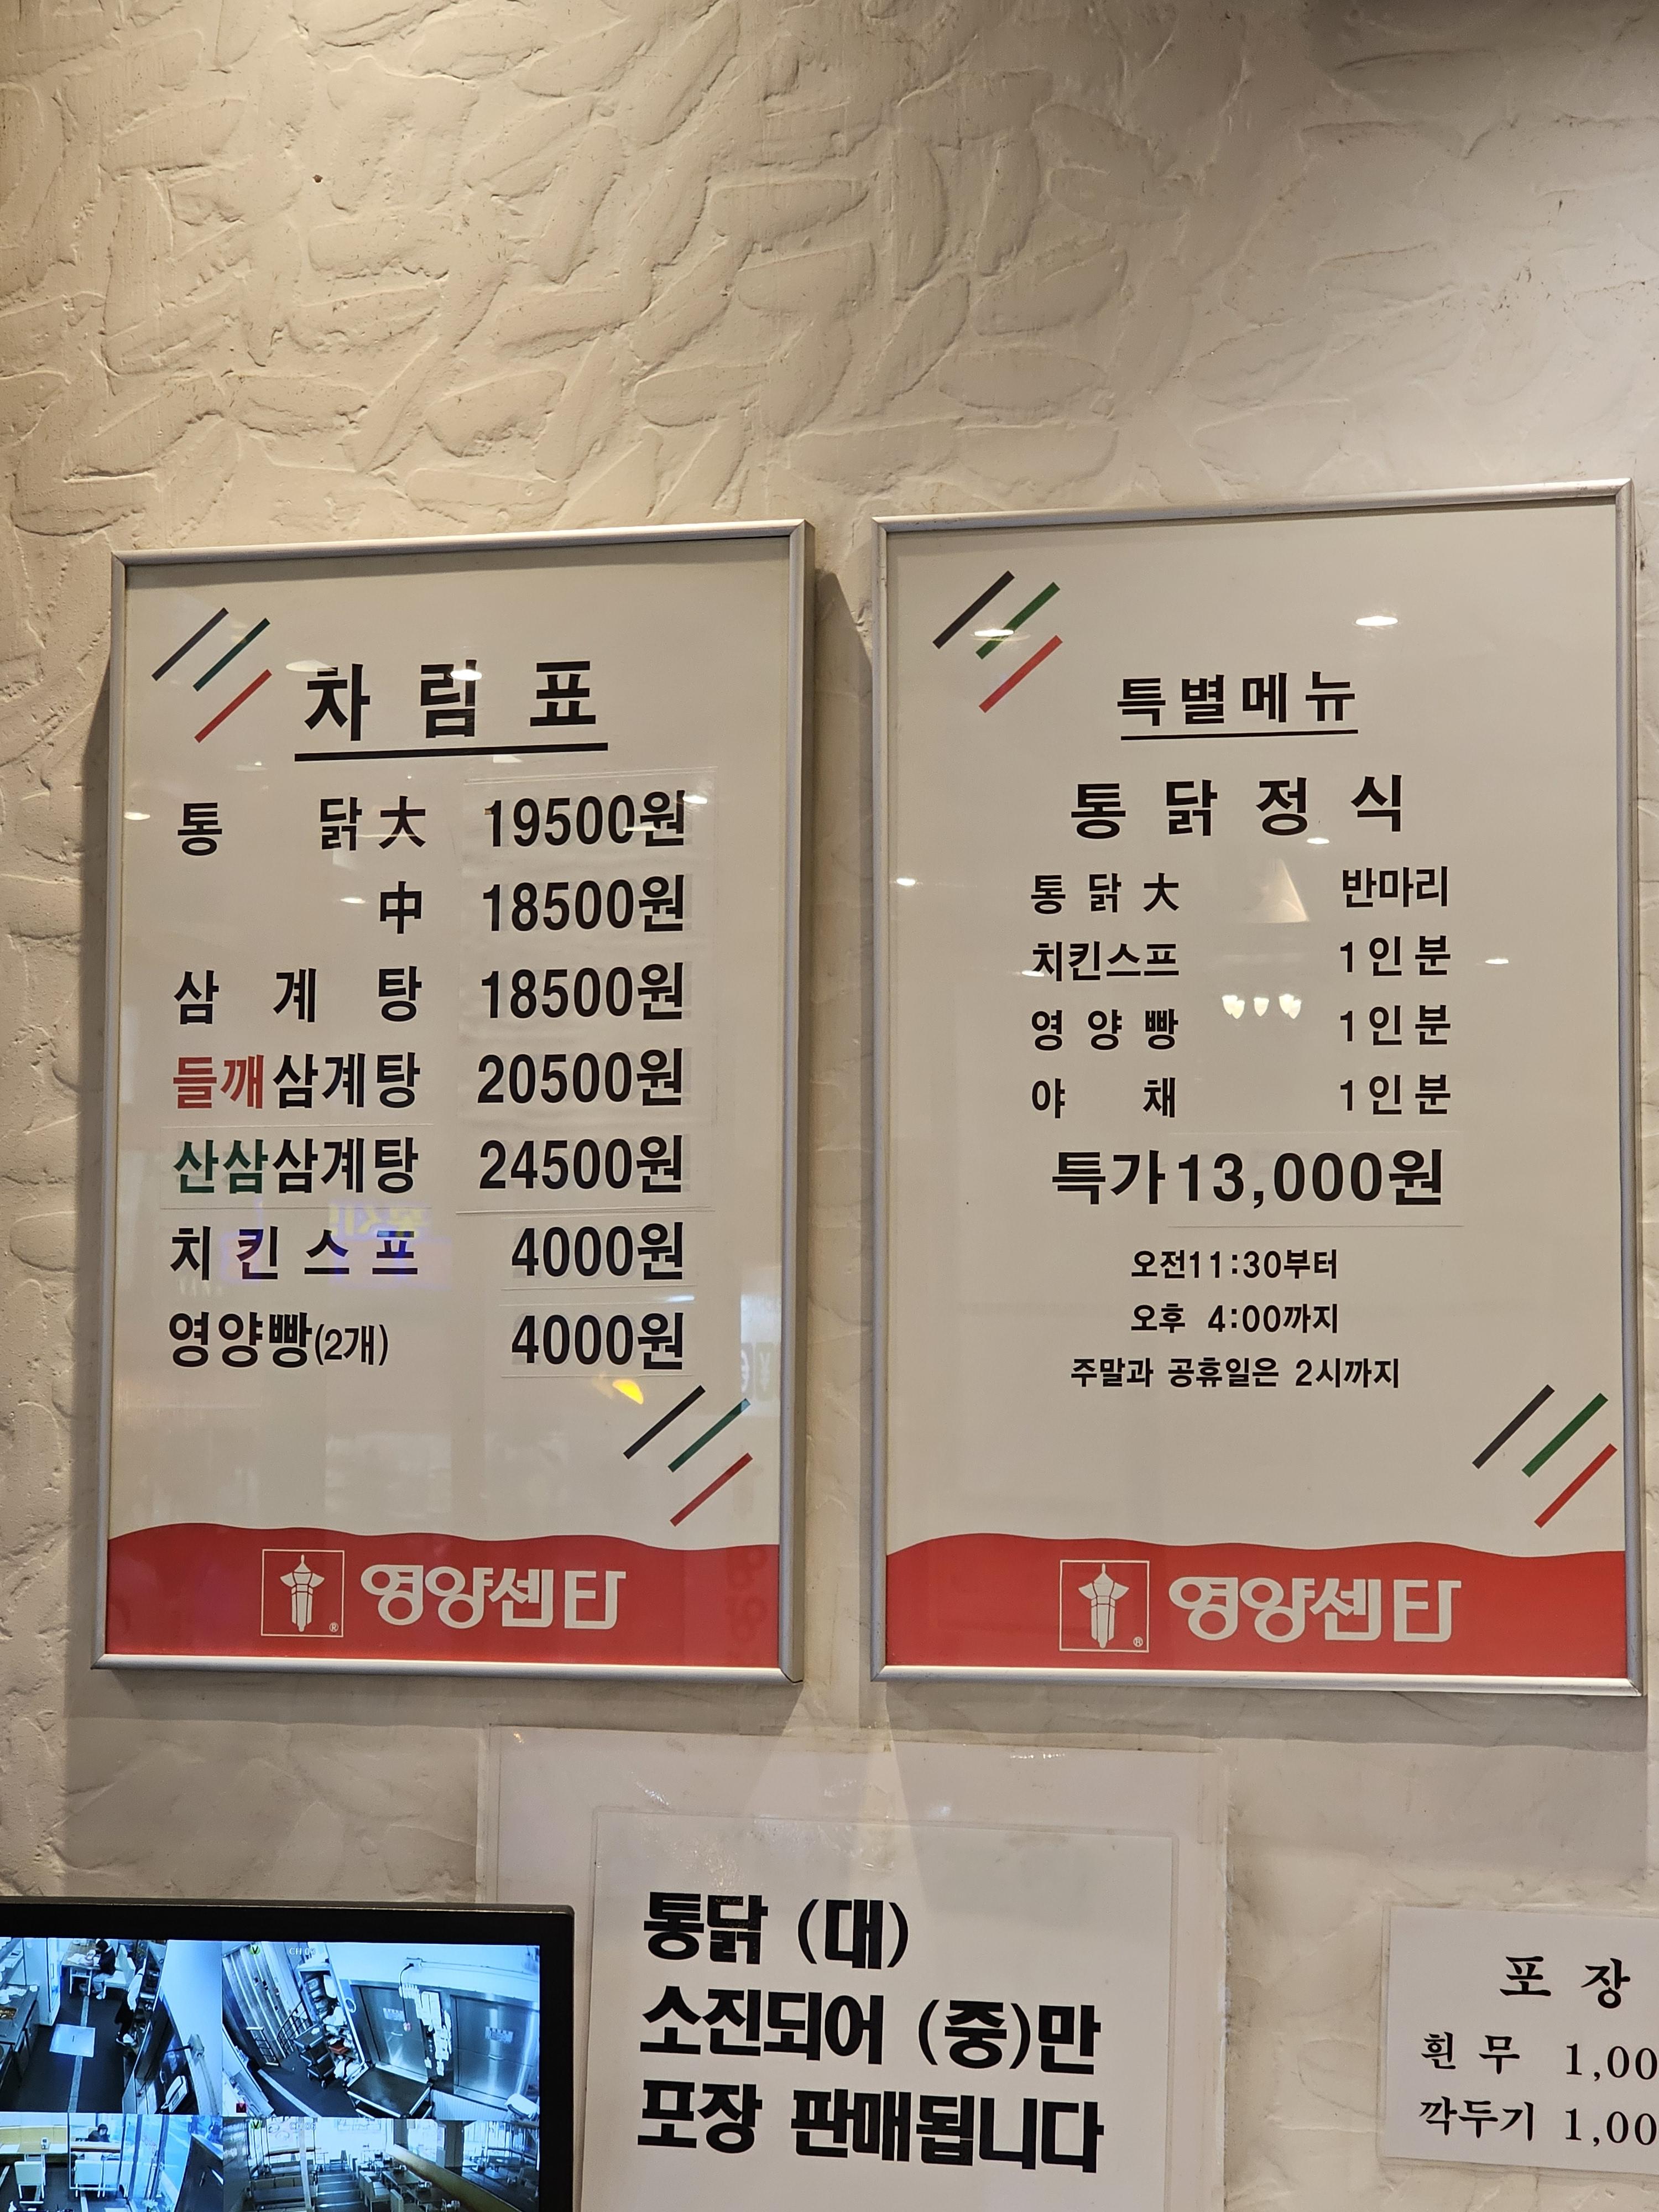 차림표
통닭大 19500원
中 18500원
삼계탕 18500원
들깨삼계탕 20500원
산삼삼계탕 24500원
치킨스프 4000원
영양빵(2개) 4000원
영양센타
특별메뉴
통닭정식
통닭大 반마리
치킨스프 1인분
영양빵 1인분
야채 1인분
특가13,000원
오전11:30부터
오후 4:00까지
주말과 공휴일은 2시까지
영양센타
통닭 (대)
소진되어 (중)만
포장 판매됩니다
포장
흰무 1,00
깍두기 1,00